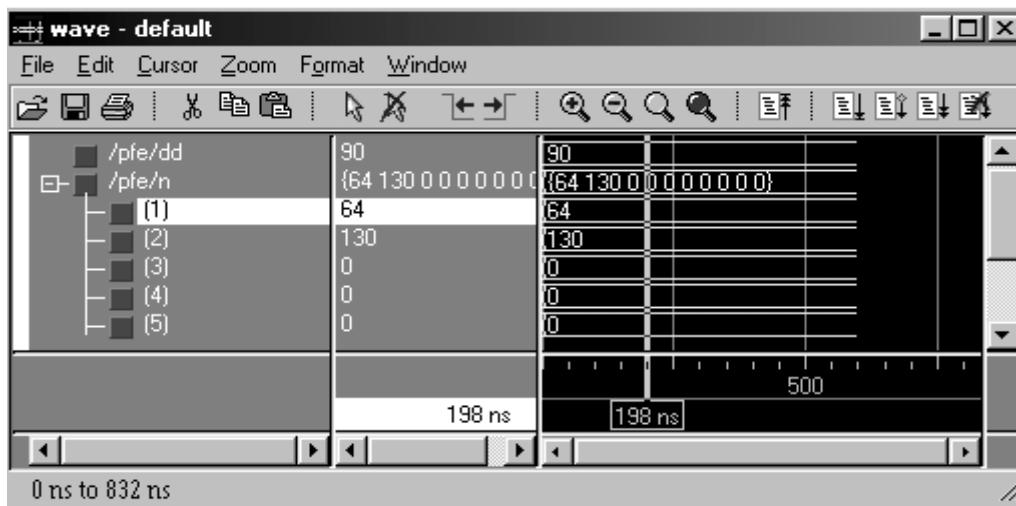 wave - default
File Edit Cursor Zoom Format Window
/pfe/dd 90 90
/pfe/n {64 130 0 0 0 0 0 0 0 {64 130 0 0 0 0 0 0 0 0}
(1) 64 64
(2) 130 130
(3) 0 0
(4) 0 0
(5) 0 0
500
198 ns 198 ns
0 ns to 832 ns